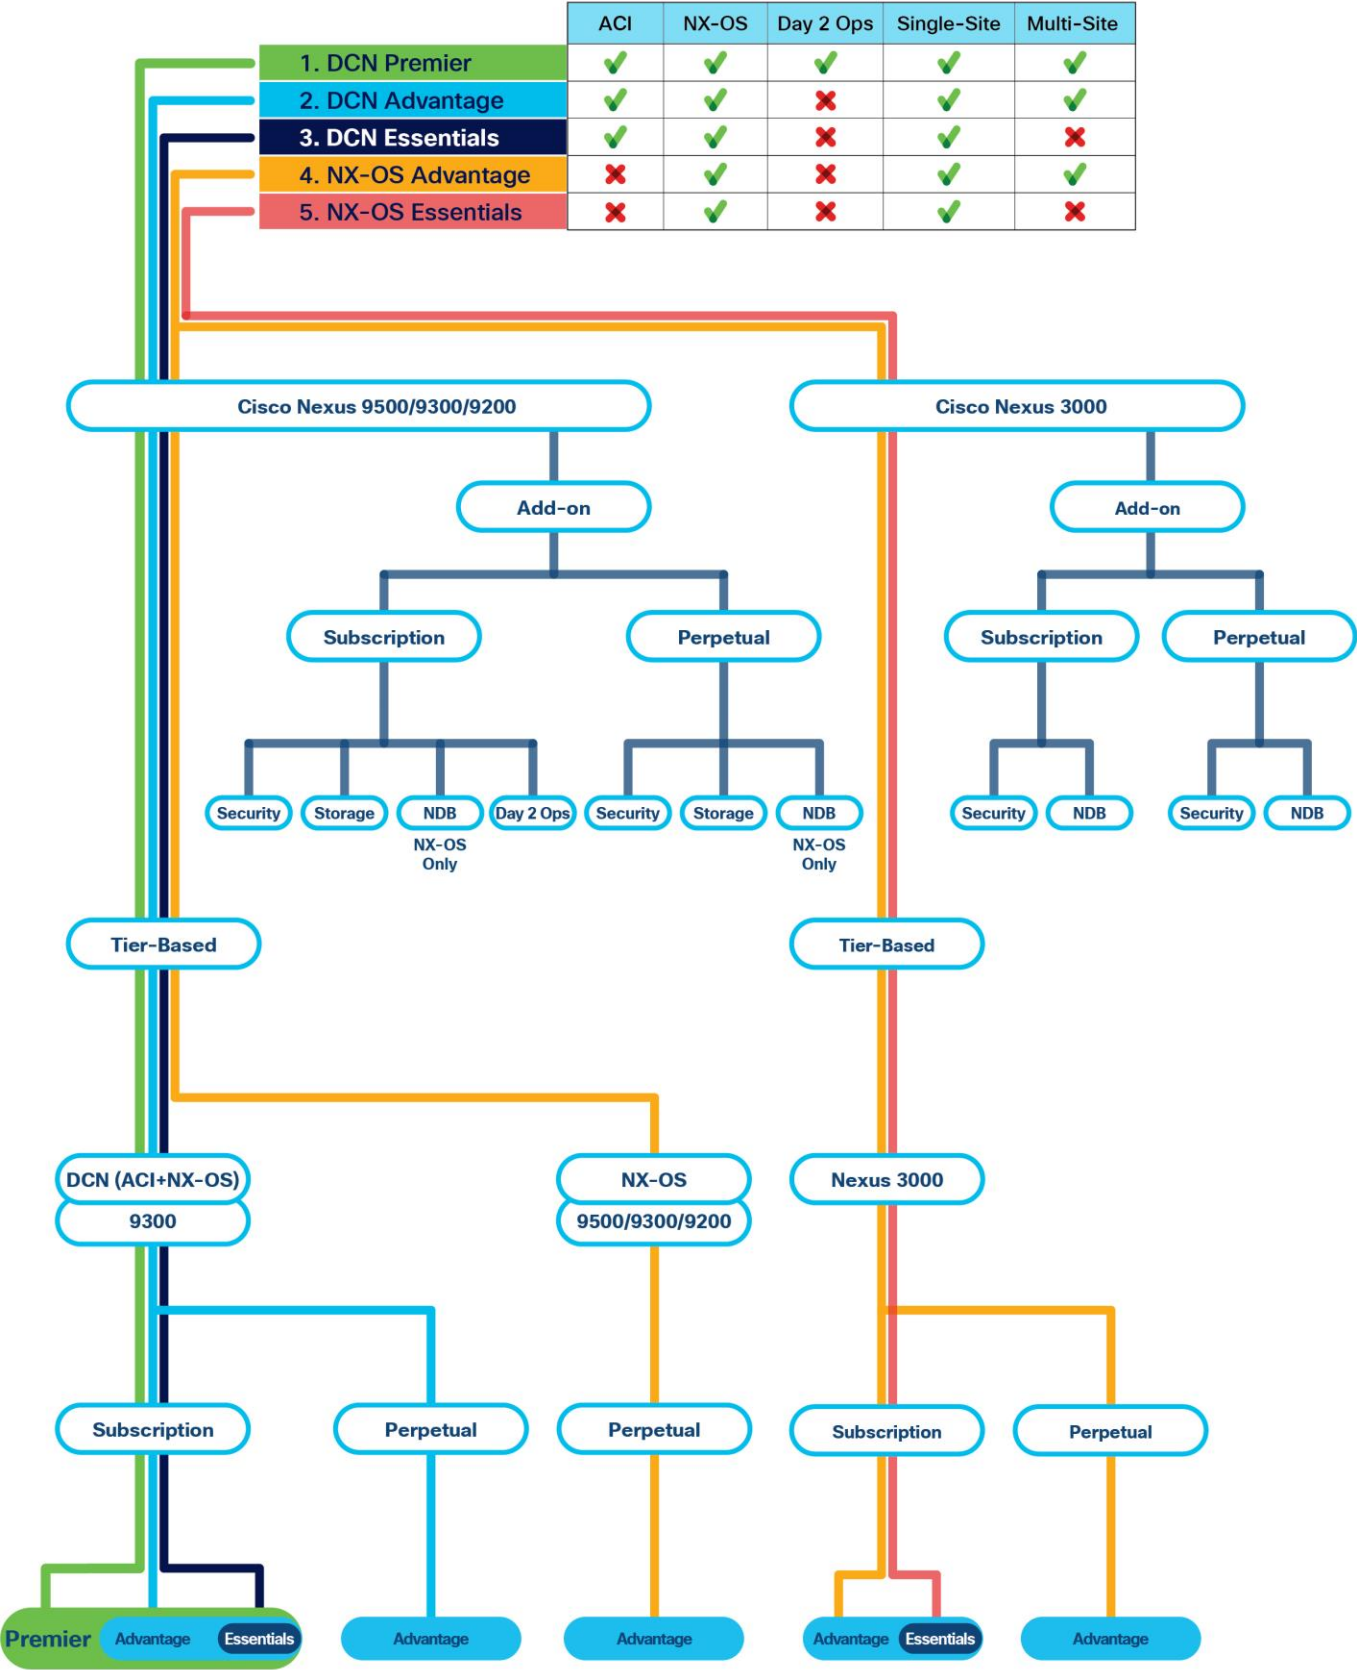 ACI NX-OS Day 2 Ops Single-Site Multi-Site
1. DCN Premier
2. DCN Advantage
3. DCN Essentials
4. NX-OS Advantage
5. NX-OS Essentials
Cisco Nexus 9500/9300/9200
Cisco Nexus 3000
Add-on
Add-on
Subscription
Perpetual
Subscription
Perpetual
Security
Storage
NDB
Day 2 Ops
Security
Storage
NDB
Security
NDB
Security
NDB
NX-OS
Only
NX-OS
Only
Tier-Based
Tier-Based
DCN (ACI+NX-OS)
9300
NX-OS
9500/9300/9200
Nexus 3000
Subscription
Perpetual
Perpetual
Subscription
Perpetual
Premier
Advantage
Essentials
Advantage
Advantage
Advantage
Essentials
Advantage